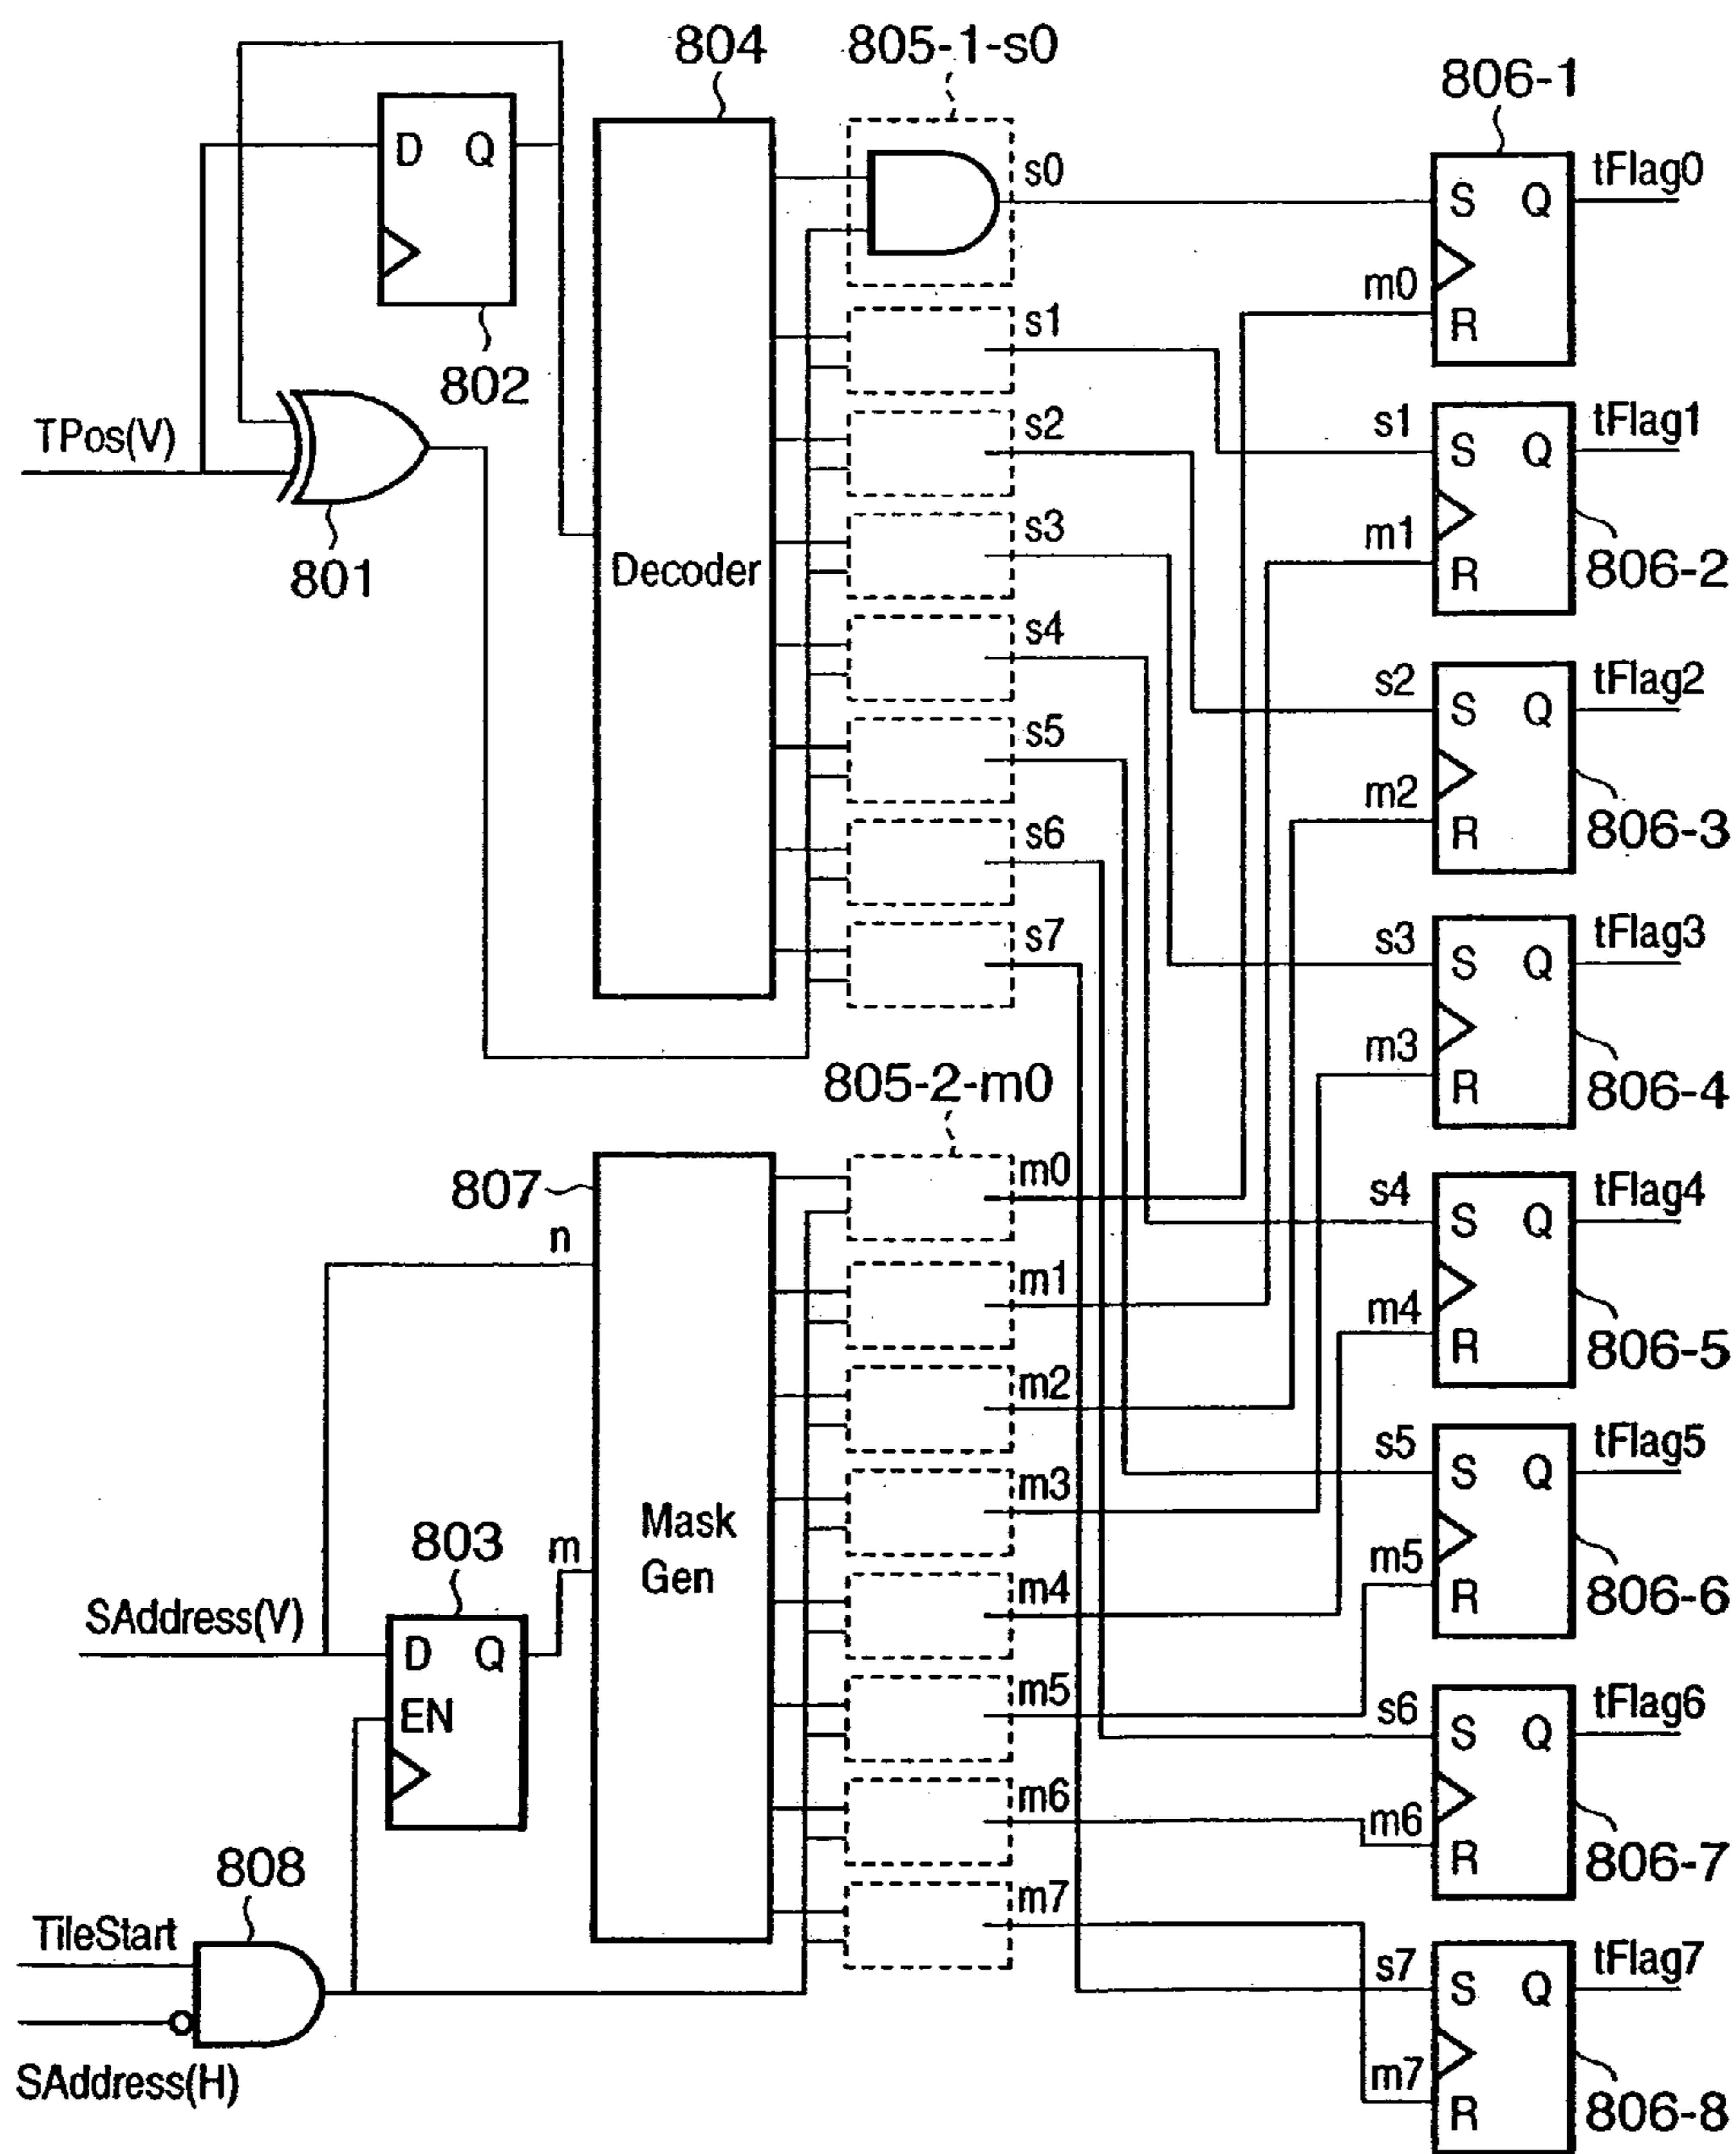 804
805-1-s0
806-1
D Q
802
TPos(V)
801
Decoder
s0
s1
s2
s3
s4
s5
s6
s7
S Q
tFlag0
m0
R
s1
S Q
tFlag1
m1
R
806-2
s2
S Q
tFlag2
m2
R
806-3
s3
S Q
tFlag3
m3
R
806-4
805-2-m0
807
n
m
803
SAddress(V)
D Q
EN
Mask
Gen
808
TileStart
SAddress(H)
m0
m1
m2
m3
m4
m5
m6
m7
s4
S Q
tFlag4
m4
R
806-5
s5
S Q
tFlag5
m5
R
806-6
s6
S Q
tFlag6
m6
R
806-7
s7
S Q
tFlag7
m7
R
806-8